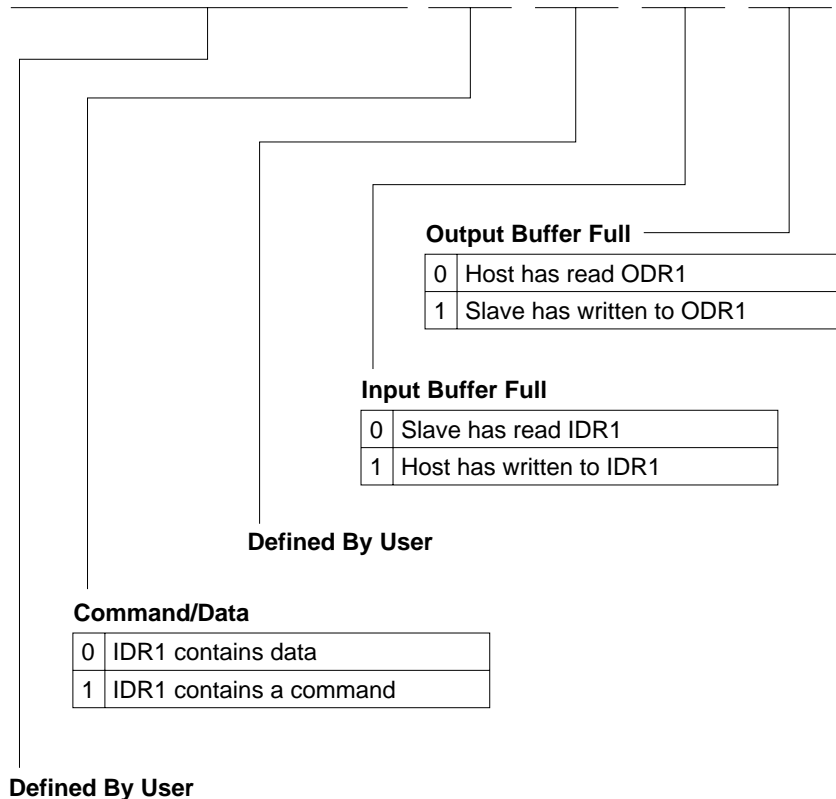 Output Buffer Full
0 Host has read ODR1
1 Slave has written to ODR1
Input Buffer Full
0 Slave has read IDR1
1 Host has written to IDR1
Defined By User
Command/Data
0 IDR1 contains data
1 IDR1 contains a command
Defined By User